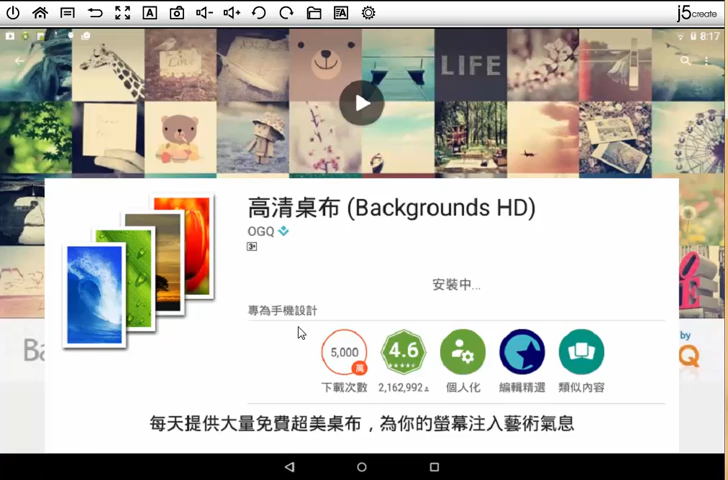 j5create
8:17
LIFE
高清桌布 (Backgrounds HD)
OGQ
3+
安裝中...
專為手機設計
5,000
萬
4.6
下載次數
2,162,992
個人化
編輯精選
類似內容
Ba
by
Q
每天提供大量免費超美桌布，為你的螢幕注入藝術氣息